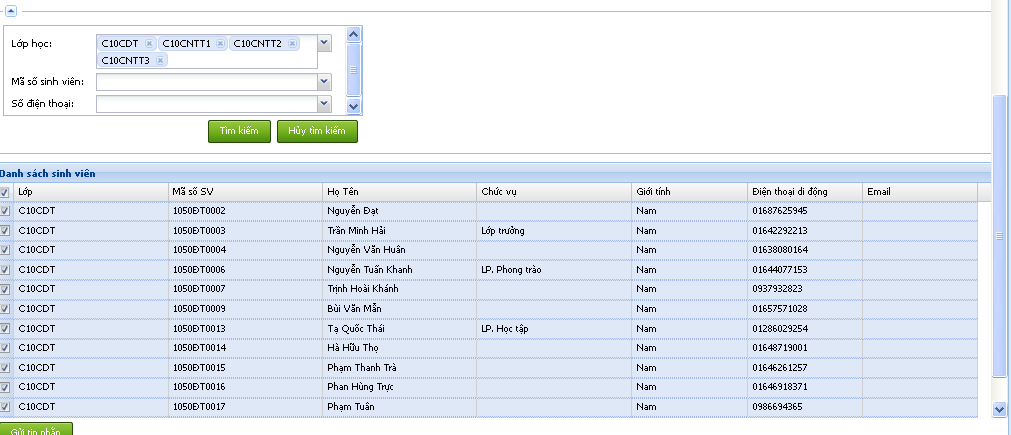 Lớp học: C10CDT C10CNTT1 C10CNTT2
C10CNTT3
Mã số sinh viên:
Số điện thoại:
Tìm kiếm Hủy tìm kiếm
Danh sách sinh viên
Lớp Mã số SV Họ Tên Chức vụ Giới tính Điện thoại di động Email
C10CDT 1050ĐT0002 Nguyễn Đạt Nam 01687625945
C10CDT 1050ĐT0003 Trần Minh Hải Lớp trưởng Nam 01642292213
C10CDT 1050ĐT0004 Nguyễn Văn Huân Nam 01638080164
C10CDT 1050ĐT0006 Nguyễn Tuấn Khanh LP. Phong trào Nam 01644077153
C10CDT 1050ĐT0007 Trịnh Hoài Khánh Nam 0937932823
C10CDT 1050ĐT0009 Bùi Văn Mẫn Nam 01657571028
C10CDT 1050ĐT0013 Tạ Quốc Thái LP. Học tập Nam 01286029254
C10CDT 1050ĐT0014 Hà Hữu Thọ Nam 01648719001
C10CDT 1050ĐT0015 Phạm Thanh Trà Nam 01646261257
C10CDT 1050ĐT0016 Phan Hùng Trực Nam 01646918371
C10CDT 1050ĐT0017 Phạm Tuân Nam 0986694365
Gửi tin nhắn